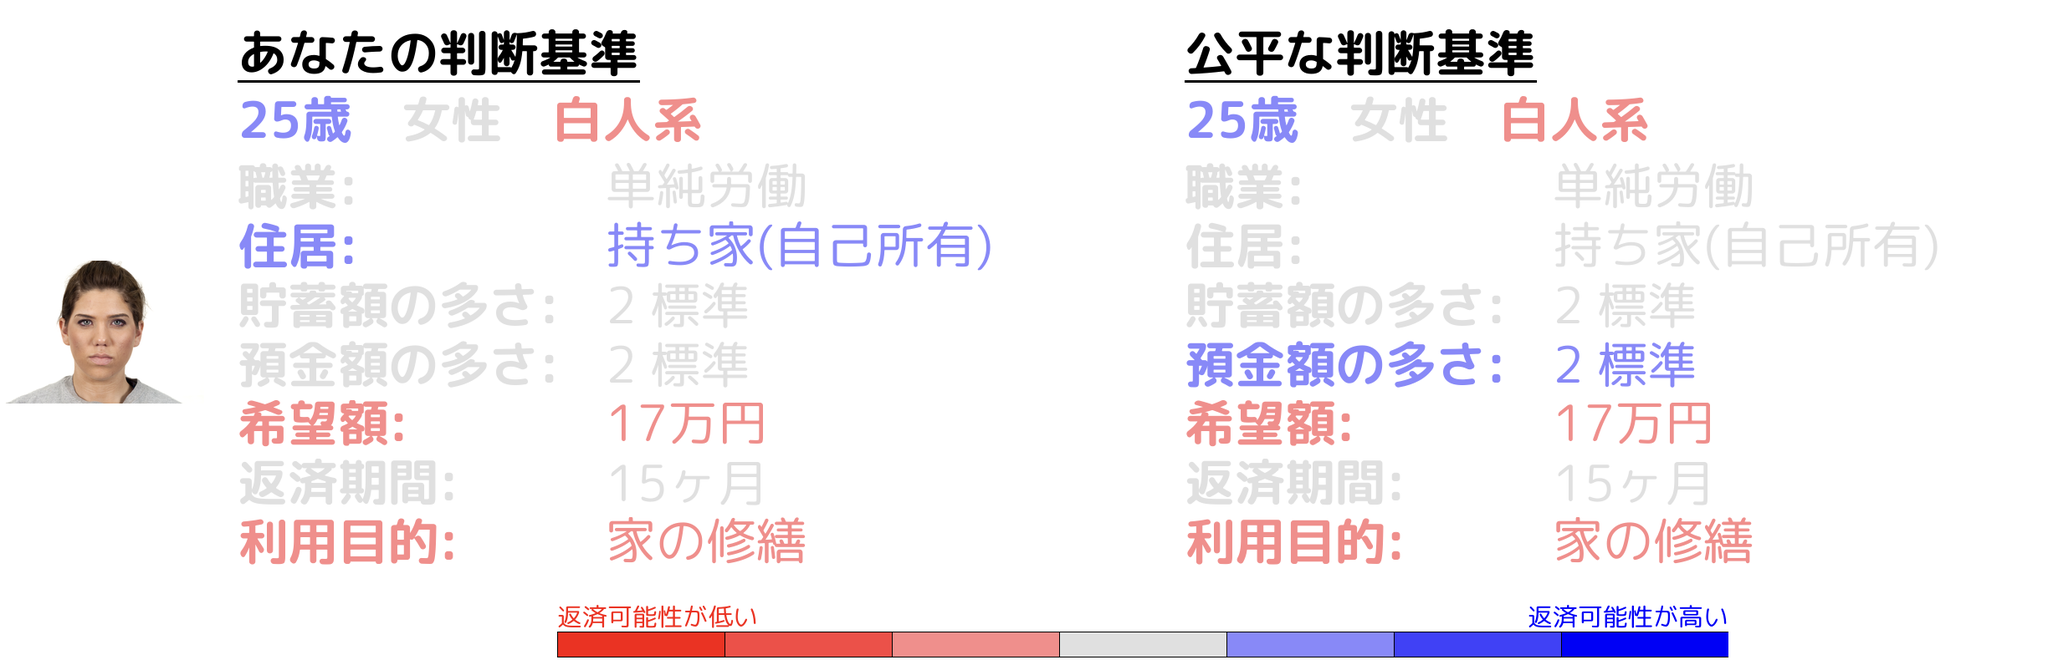 あなたの判断基準
25歳 女性 白人系
職業: 単純労働
住居: 持ち家(自己所有)
貯蓄額の多さ: 2 標準
預金額の多さ: 2 標準
希望額: 17万円
返済期間: 15ヶ月
利用目的: 家の修繕
公平な判断基準
25歳 女性 白人系
職業: 単純労働
住居: 持ち家(自己所有)
貯蓄額の多さ: 2 標準
預金額の多さ: 2 標準
希望額: 17万円
返済期間: 15ヶ月
利用目的: 家の修繕
返済可能性が低い
返済可能性が高い